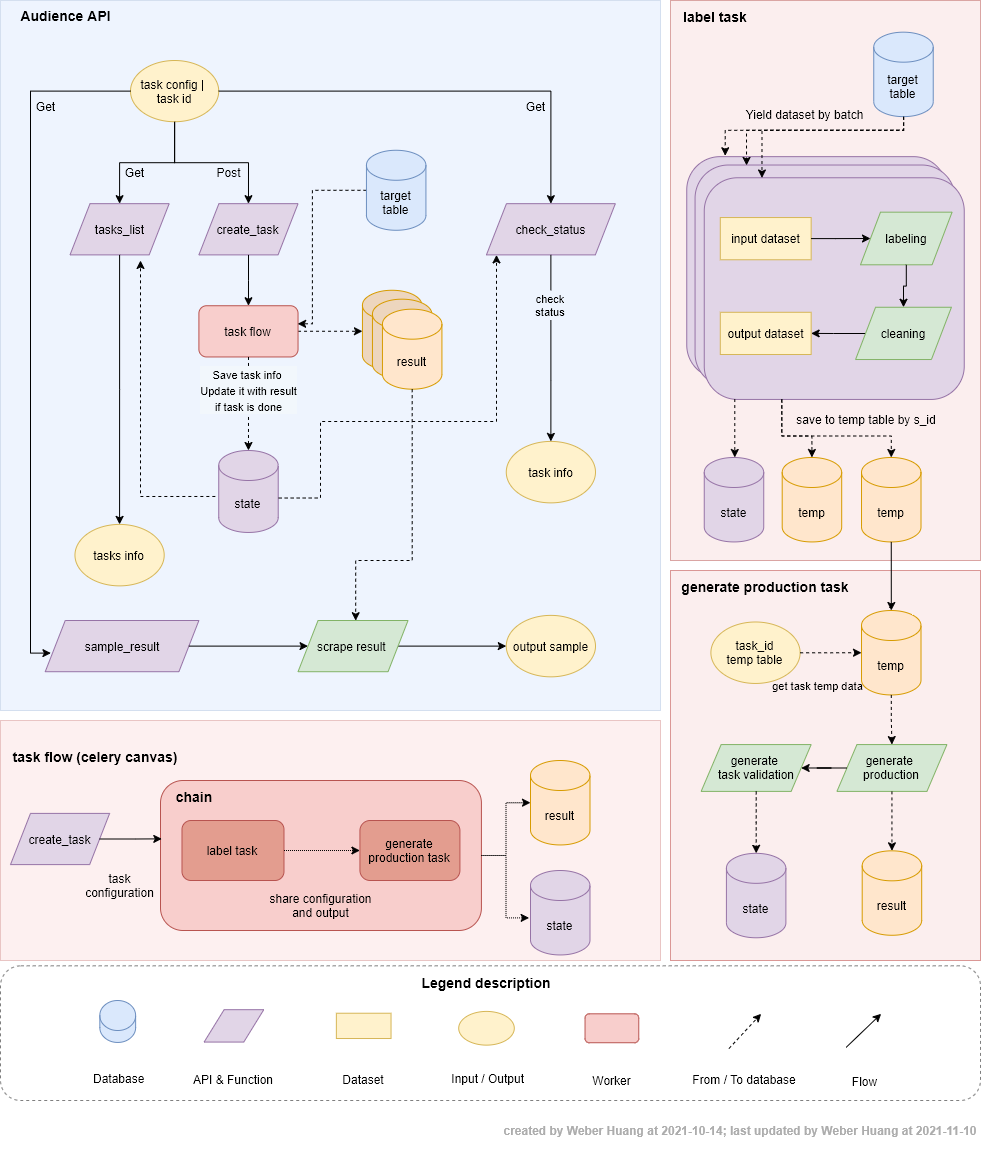 Audience API
task config |
task id
Get
Get
Get
Post
target
table
tasks_list
create_task
check_status
task flow
result
check
status
Save task info
Update it with result
if task is done
state
task info
tasks info
sample_result
scrape result
output sample
label task
target
table
Yield dataset by batch
input dataset
labeling
output dataset
cleaning
save to temp table by s_id
state
temp
temp
generate production task
task_id
temp table
temp
get task temp data
generate
task validation
generate
production
state
result
task flow (celery canvas)
chain
create_task
label task
generate
production task
task
configuration
share configuration
and output
result
state
Legend description
Database
API & Function
Dataset
Input / Output
Worker
From / To database
Flow
created by Weber Huang at 2021-10-14; last updated by Weber Huang at 2021-11-10